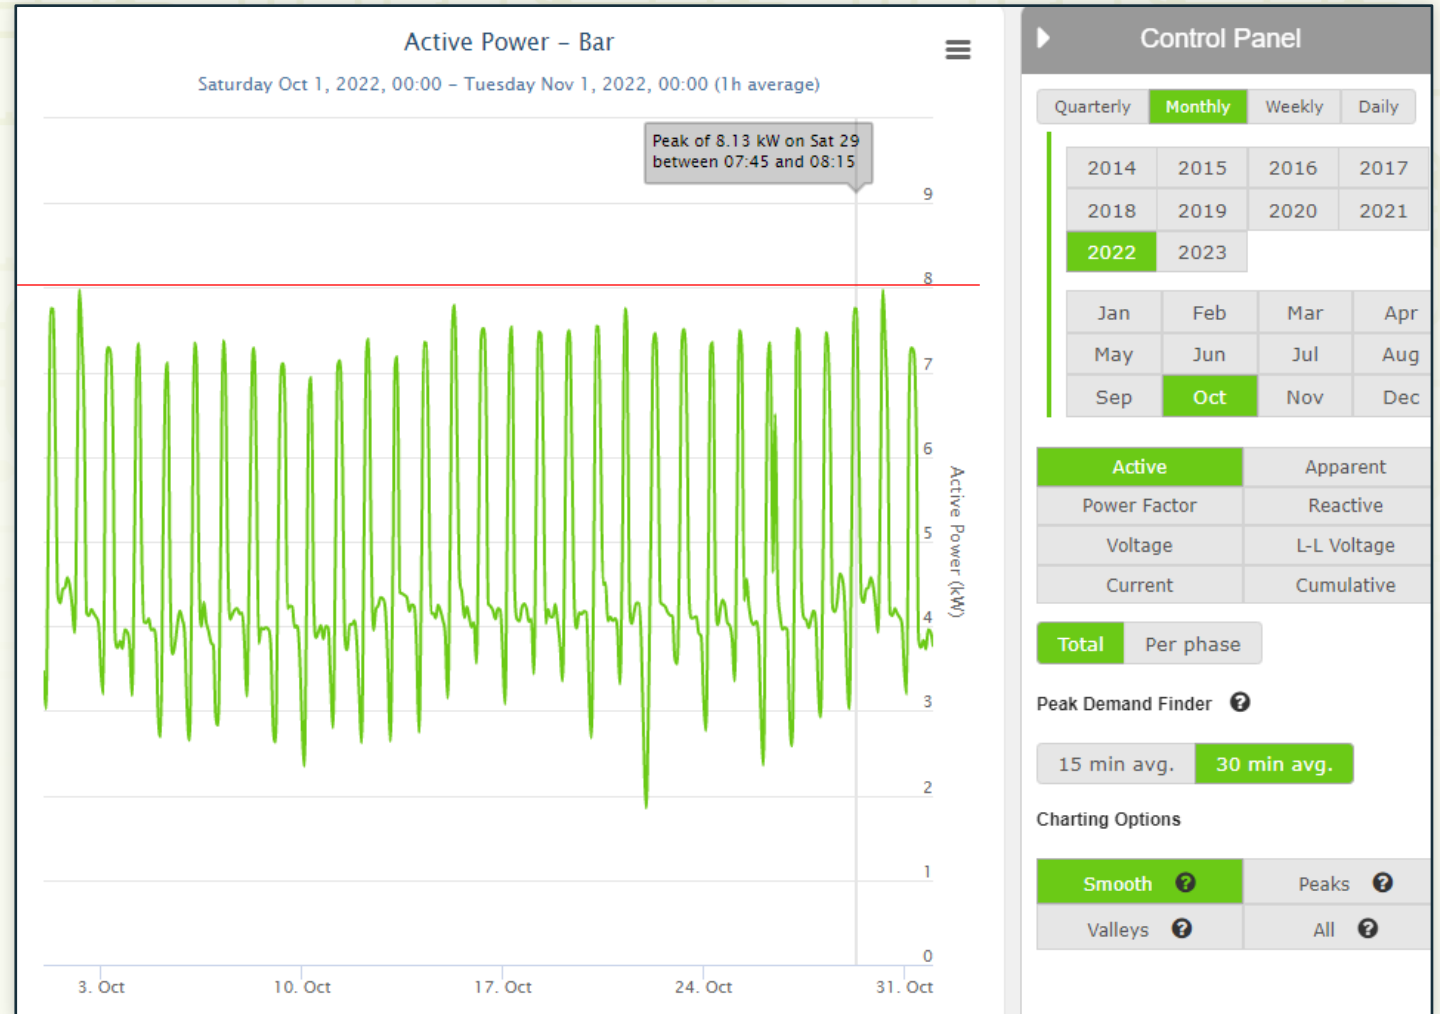 Active Power – Bar
Saturday Oct 1, 2022, 00:00 – Tuesday Nov 1, 2022, 00:00 (1h average)
Peak of 8.13 kW on Sat 29
between 07:45 and 08:15
9
8
7
6
5
4
3
2
1
0
Active Power (kW)
3. Oct
10. Oct
17. Oct
24. Oct
31. Oct
Control Panel
Quarterly Monthly Weekly Daily
2014 2015 2016 2017
2018 2019 2020 2021
2022 2023
Jan Feb Mar Apr
May Jun Jul Aug
Sep Oct Nov Dec
Active Apparent
Power Factor Reactive
Voltage L-L Voltage
Current Cumulative
Total Per phase
Peak Demand Finder ?
15 min avg. 30 min avg.
Charting Options
Smooth ? Peaks ?
Valleys ? All ?